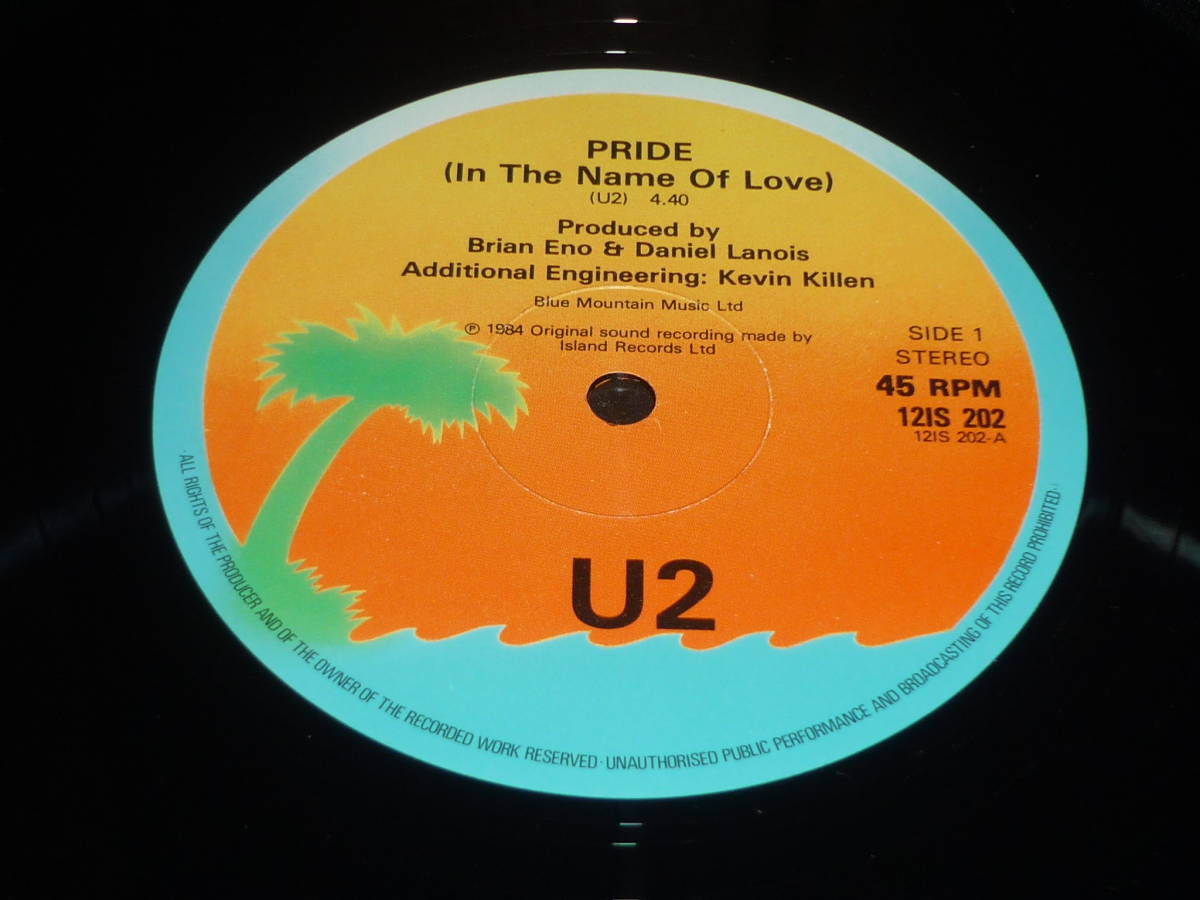 PRIDE
(In The Name Of Love)
(U2) 4.40
Produced by
Brian Eno & Daniel Lanois
Additional Engineering: Kevin Killen
Blue Mountain Music Ltd
℗ 1984 Original sound recording made by
Island Records Ltd
SIDE 1
STEREO
45 RPM
12IS 202
12IS 202-A
U2
·ALL RIGHTS OF THE PRODUCER AND OF THE OWNER OF THE RECORDED WORK RESERVED·UNAUTHORISED PUBLIC PERFORMANCE AND BROADCASTING OF THIS RECORD PROHIBITED·